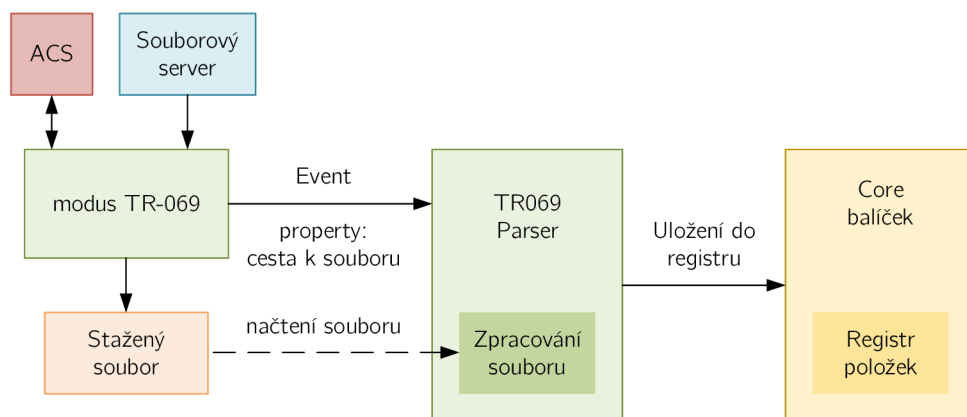 ACS
Souborový
server
modus TR-069
Event
property:
cesta k souboru
TR069
Parser
Uložení do
registru
Core
balíček
Stažený
soubor
načtení souboru
Zpracování
souboru
Registr
položek